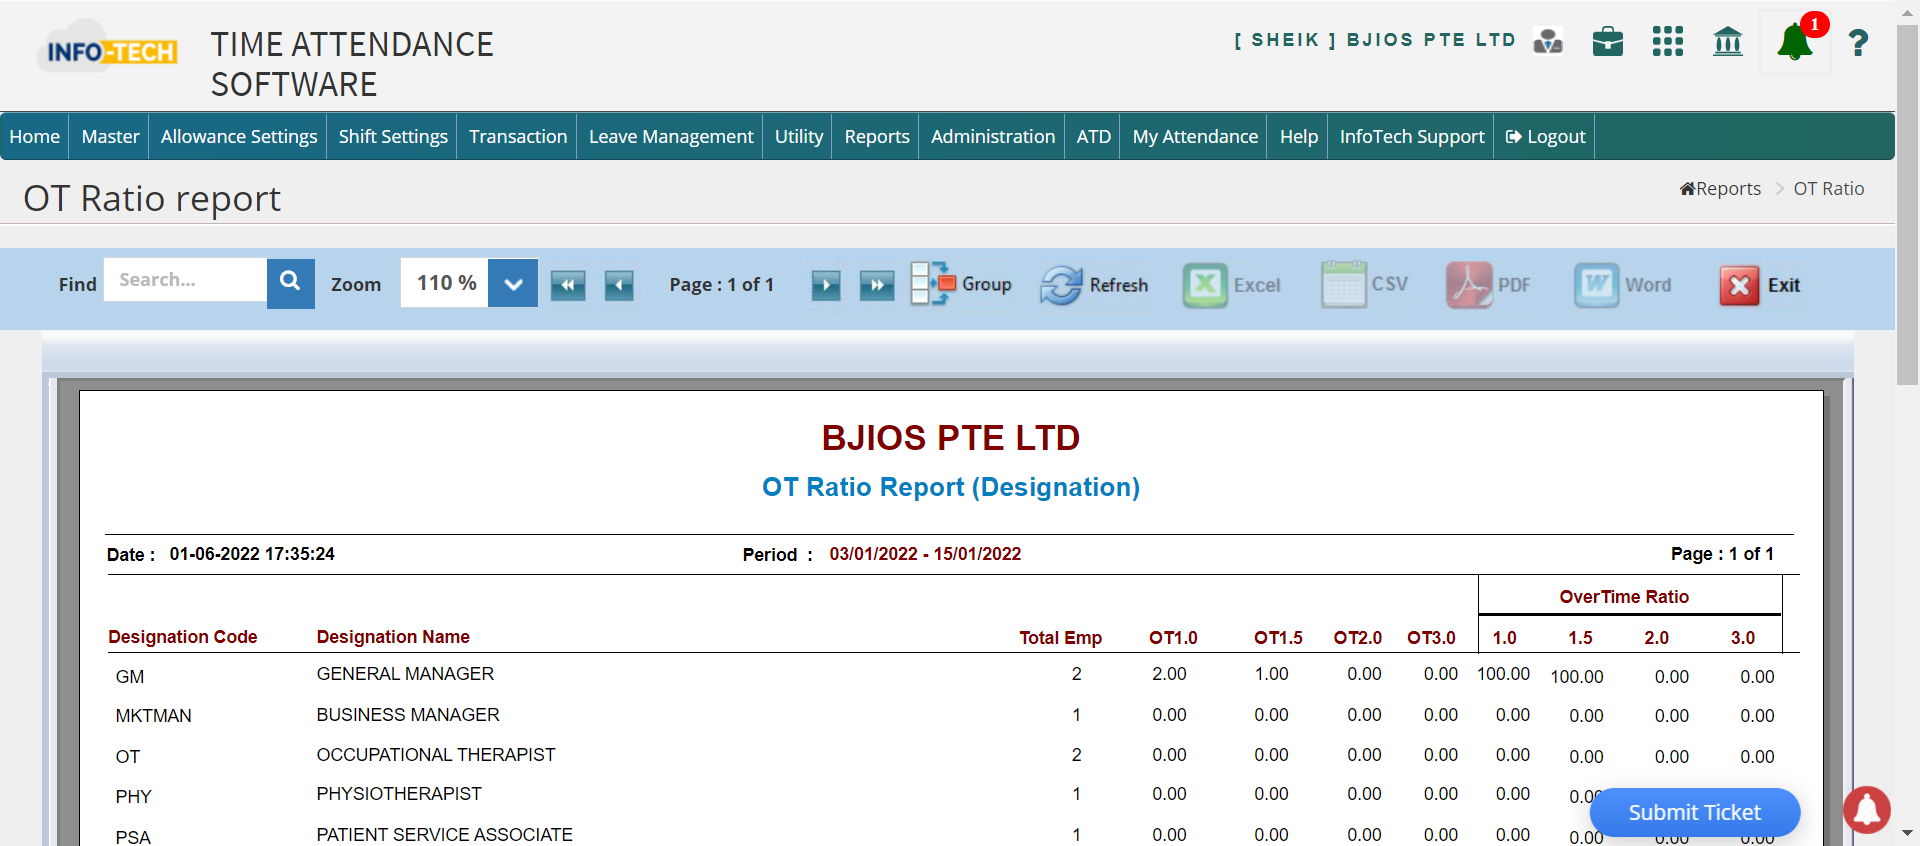 INFO-TECH
TIME ATTENDANCE
SOFTWARE
[ SHEIK ] BJIOS PTE LTD
1
?
Home Master Allowance Settings Shift Settings Transaction Leave Management Utility Reports Administration ATD My Attendance Help InfoTech Support Logout
OT Ratio report
Reports > OT Ratio
Find Search... Zoom 110 % Page : 1 of 1 Group Refresh Excel CSV PDF Word Exit
BJIOS PTE LTD
OT Ratio Report (Designation)
Date : 01-06-2022 17:35:24 Period : 03/01/2022 - 15/01/2022 Page : 1 of 1
OverTime Ratio
Designation Code Designation Name Total Emp OT1.0 OT1.5 OT2.0 OT3.0 1.0 1.5 2.0 3.0
GM GENERAL MANAGER 2 2.00 1.00 0.00 0.00 100.00 100.00 0.00 0.00
MKTMAN BUSINESS MANAGER 1 0.00 0.00 0.00 0.00 0.00 0.00 0.00 0.00
OT OCCUPATIONAL THERAPIST 2 0.00 0.00 0.00 0.00 0.00 0.00 0.00 0.00
PHY PHYSIOTHERAPIST 1 0.00 0.00 0.00 0.00 0.00
Submit Ticket
PSA PATIENT SERVICE ASSOCIATE 1 0.00 0.00 0.00 0.00 0.00 0.00